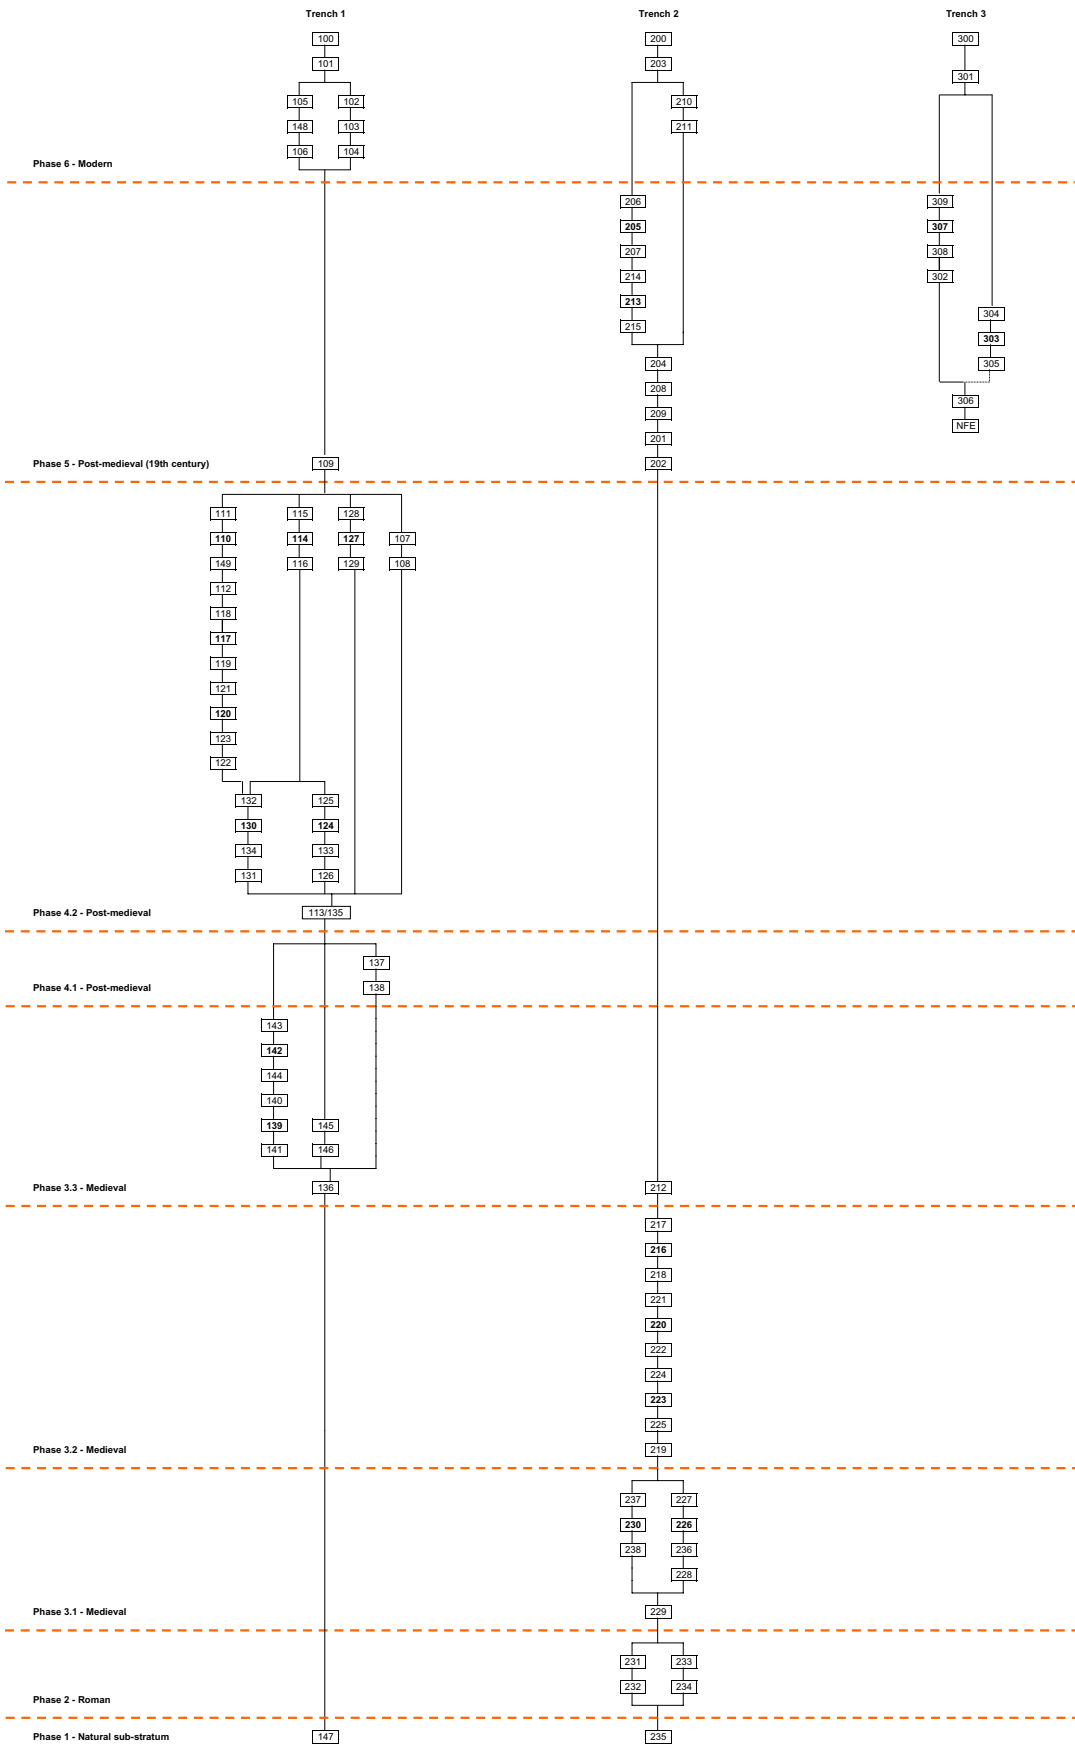 Trench 1 Trench 2 Trench 3
100 200 300
101 203
301
105 102 210
148 103 211
106 104
Phase 6 - Modern
206 309
205 307
207 308
214 302
213
304
215
303
204 305
208
306
209
NFE
201
Phase 5 - Post-medieval (19th century) 109 202
111 115 128
110 114 127 107
149 116 129 108
112
118
117
119
121
120
123
122
132 125
130 124
134 133
131 126
Phase 4.2 - Post-medieval 113/135
137
Phase 4.1 - Post-medieval 138
143
142
144
140
139 145
141 146
Phase 3.3 - Medieval 136 212
217
216
218
221
220
222
224
223
225
Phase 3.2 - Medieval 219
237 227
230 226
238 236
228
Phase 3.1 - Medieval 229
231 233
232 234
Phase 2 - Roman
Phase 1 - Natural sub-stratum 147 235